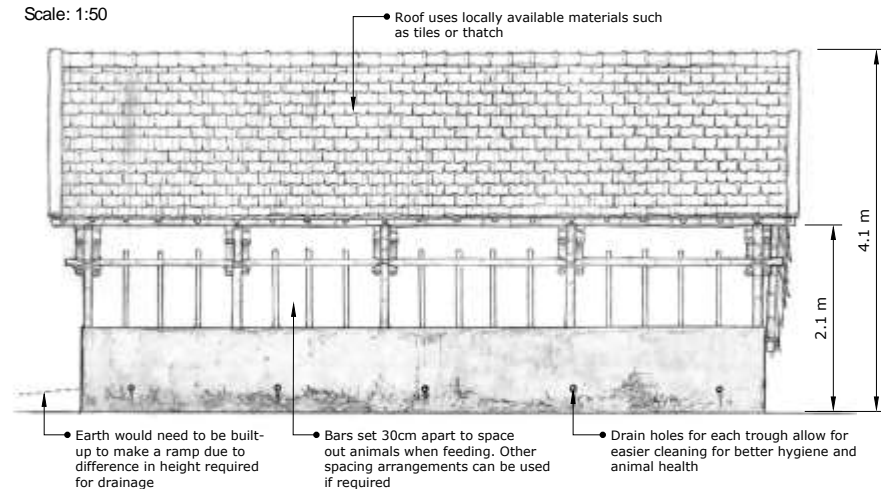 Scale: 1:50
Roof uses locally available materials such
as tiles or thatch
4.1 m
2.1 m
Earth would need to be built-
up to make a ramp due to
difference in height required
for drainage
Bars set 30cm apart to space
out animals when feeding. Other
spacing arrangements can be used
if required
Drain holes for each trough allow for
easier cleaning for better hygiene and
animal health